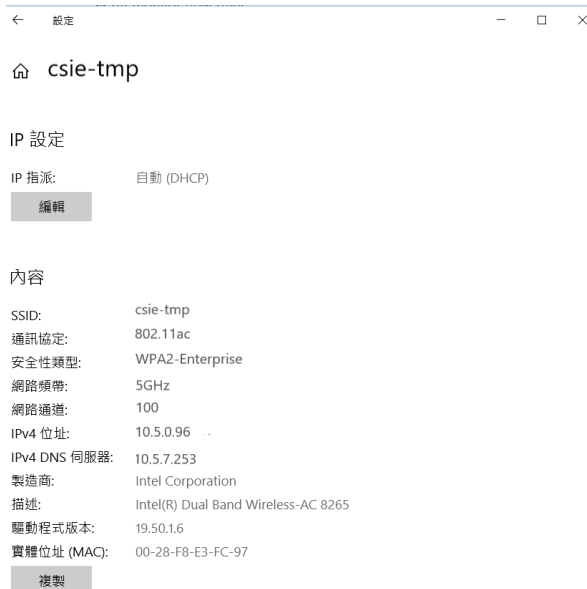 設定
csie-tmp
IP 設定
IP 指派: 自動 (DHCP)
編輯
內容
SSID: csie-tmp
通訊協定: 802.11ac
安全性類型: WPA2-Enterprise
網路頻帶: 5GHz
網路通道: 100
IPv4 位址: 10.5.0.96
IPv4 DNS 伺服器: 10.5.7.253
製造商: Intel Corporation
描述: Intel(R) Dual Band Wireless-AC 8265
驅動程式版本: 19.50.1.6
實體位址 (MAC): 00-28-F8-E3-FC-97
複製